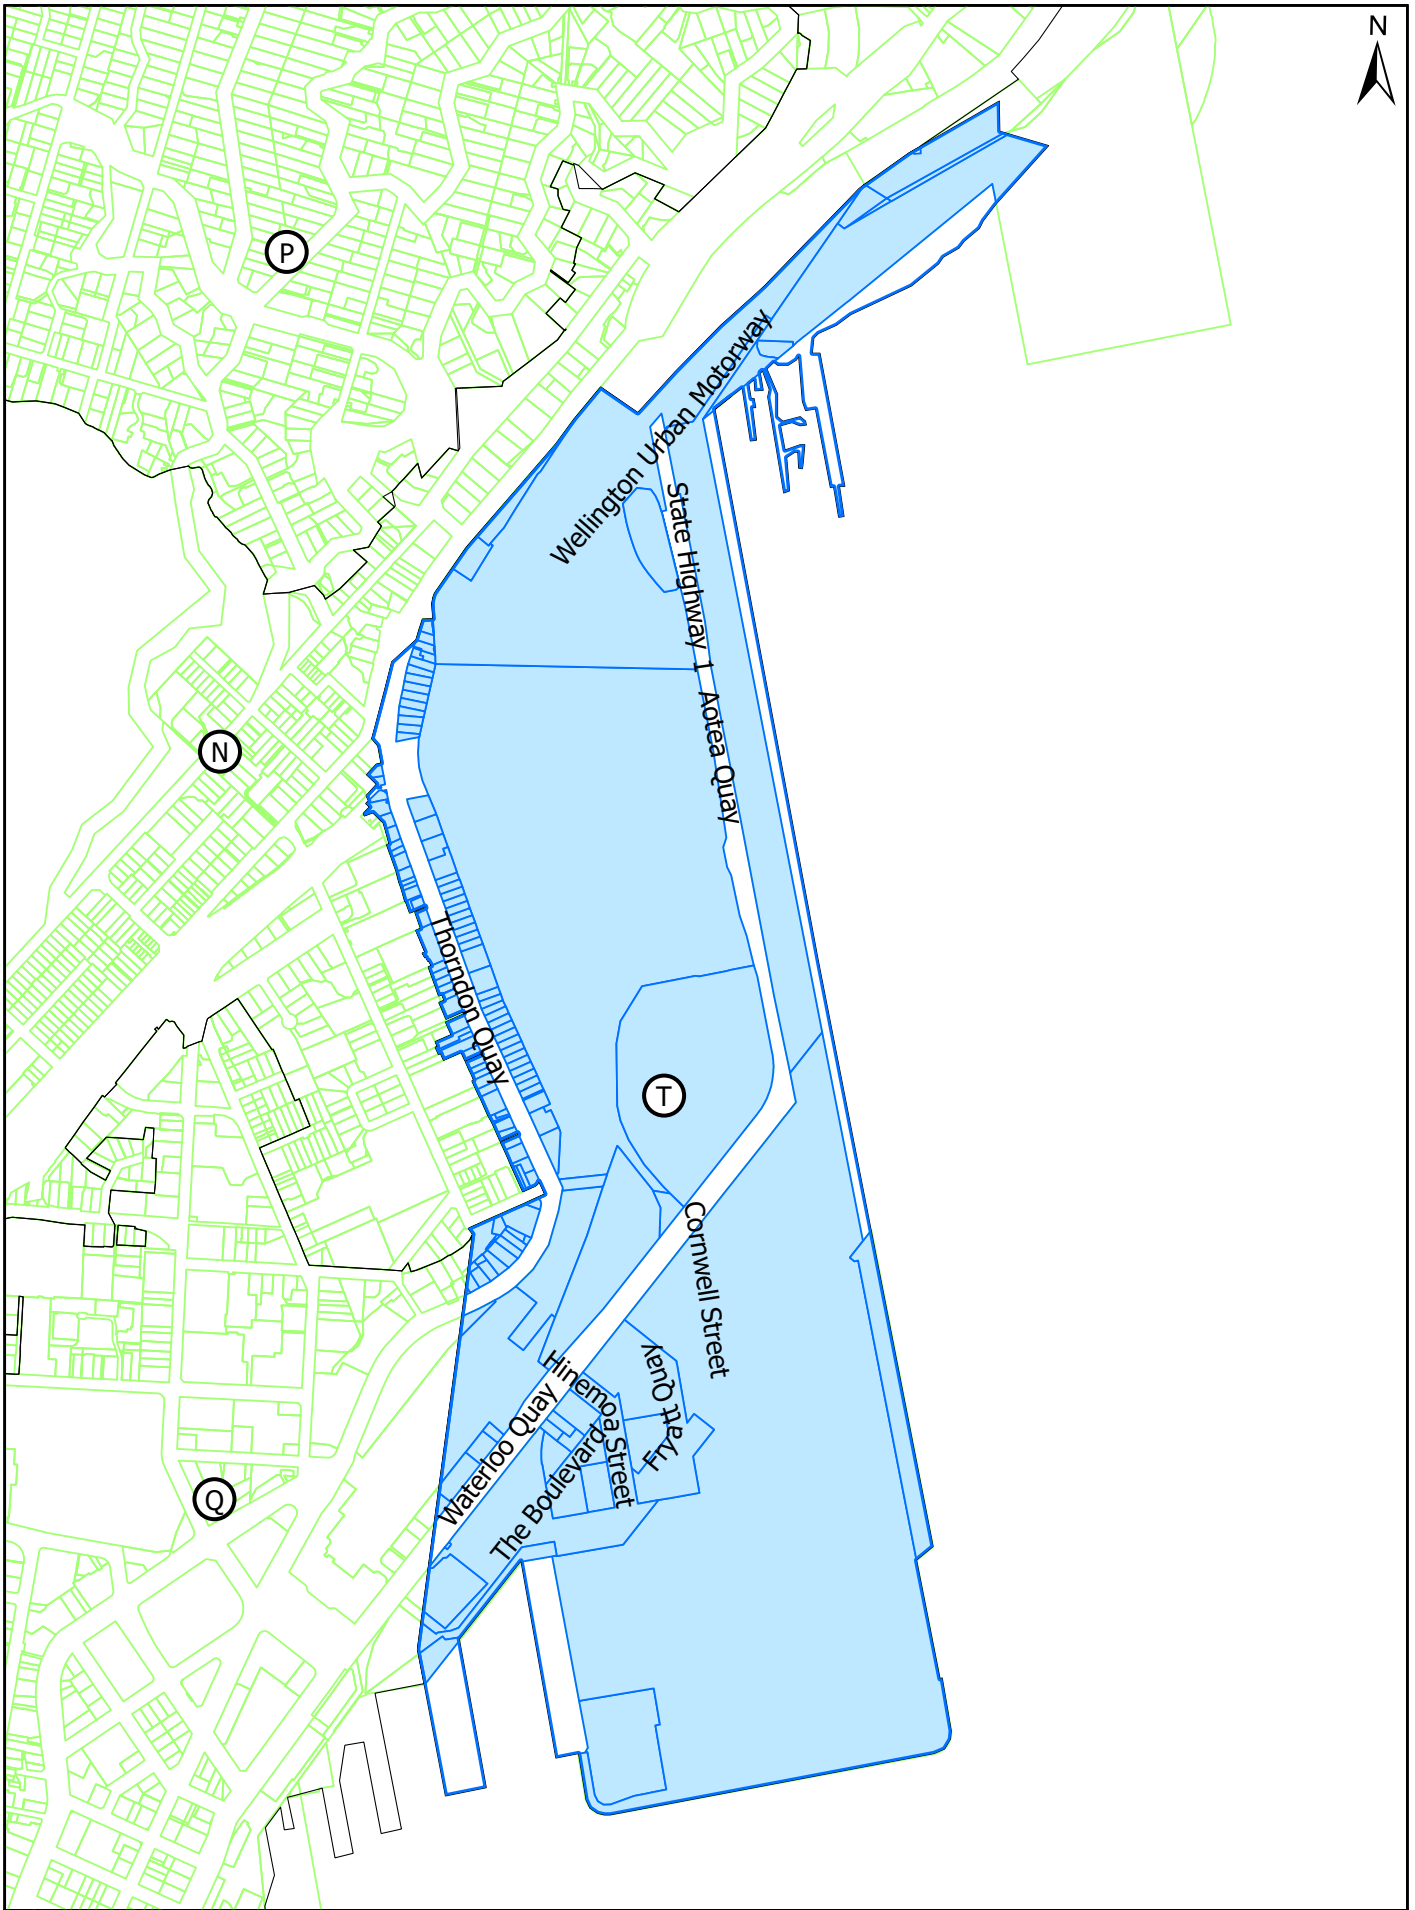 N
P
Wellington Urban Motorway
State Highway 1
Aotea Quay
N
Thorndon Quay
T
Cornwell Street
Hinemoa Street
Fryatt Quay
Waterloo Quay
The Boulevard
Q